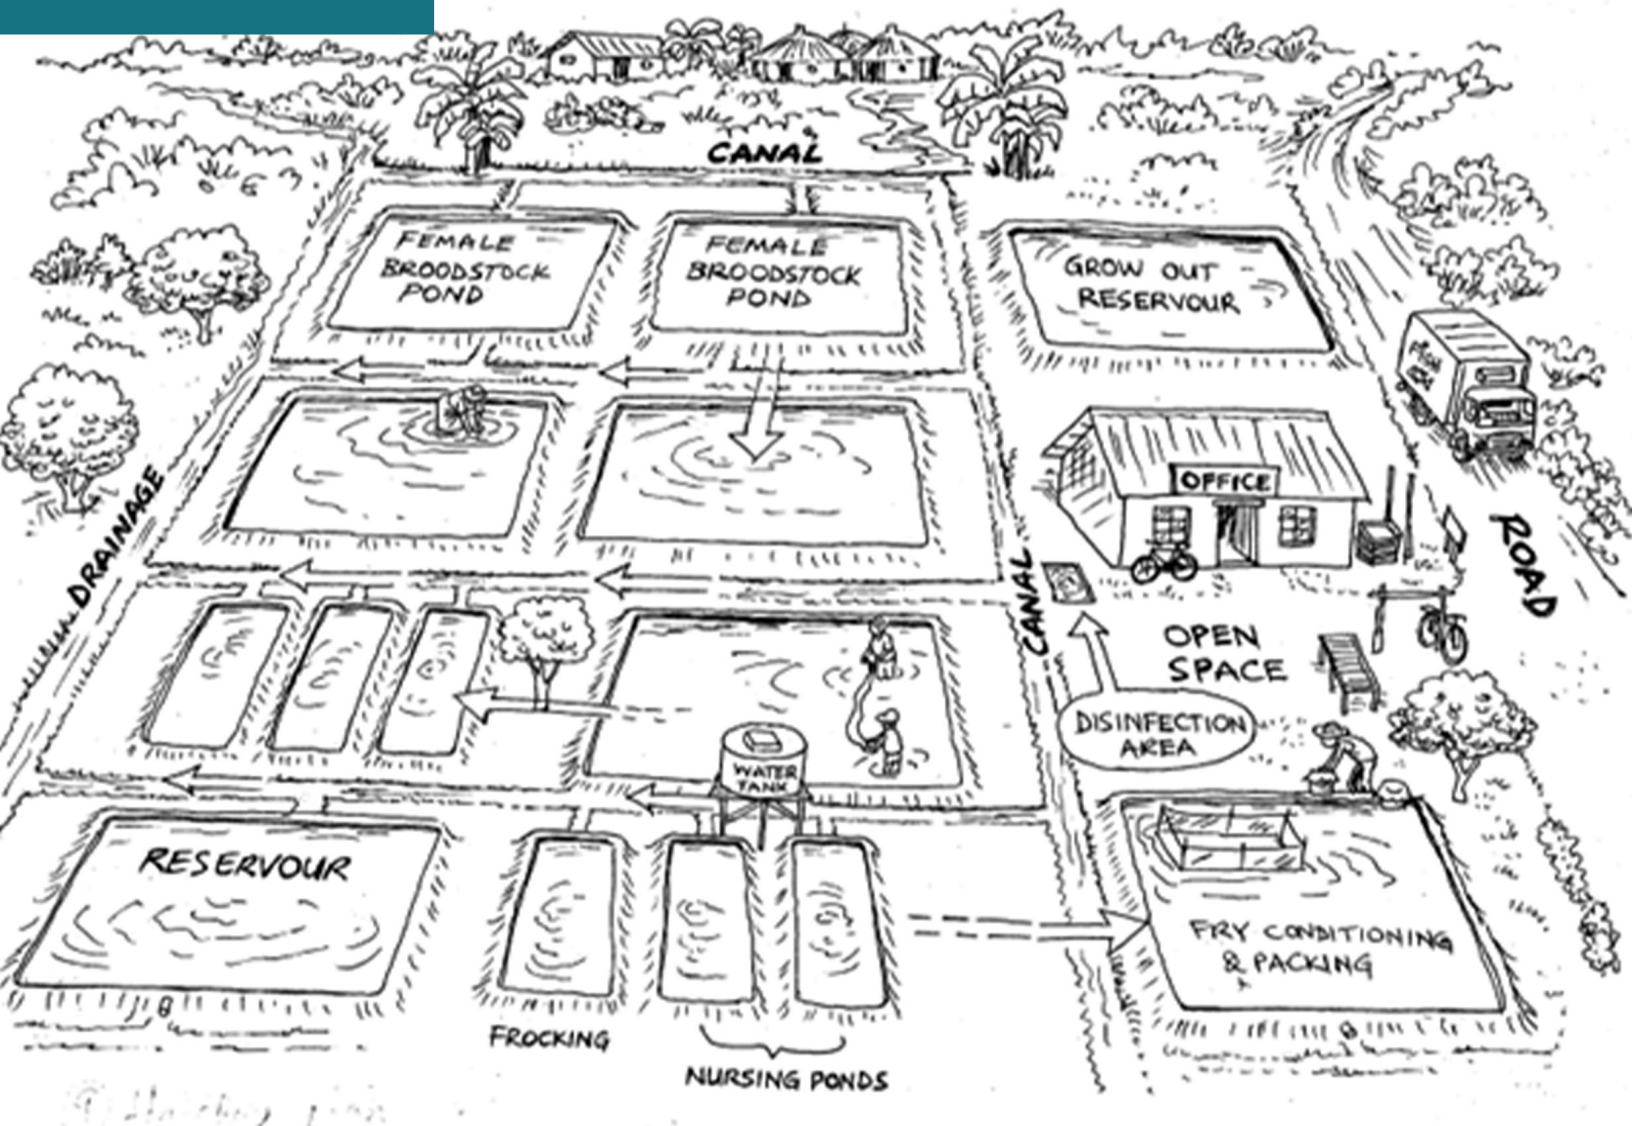 CANAL
FEMALE
BROODSTOCK
POND
FEMALE
BROODSTOCK
POND
GROW OUT
RESERVOUR
OFFICE
DRAINAGE
CANAL
ROAD
OPEN
SPACE
DISINFECTION
AREA
WATER
TANK
RESERVOUR
FRY CONDITIONING
& PACKING
FROCKING
NURSING PONDS